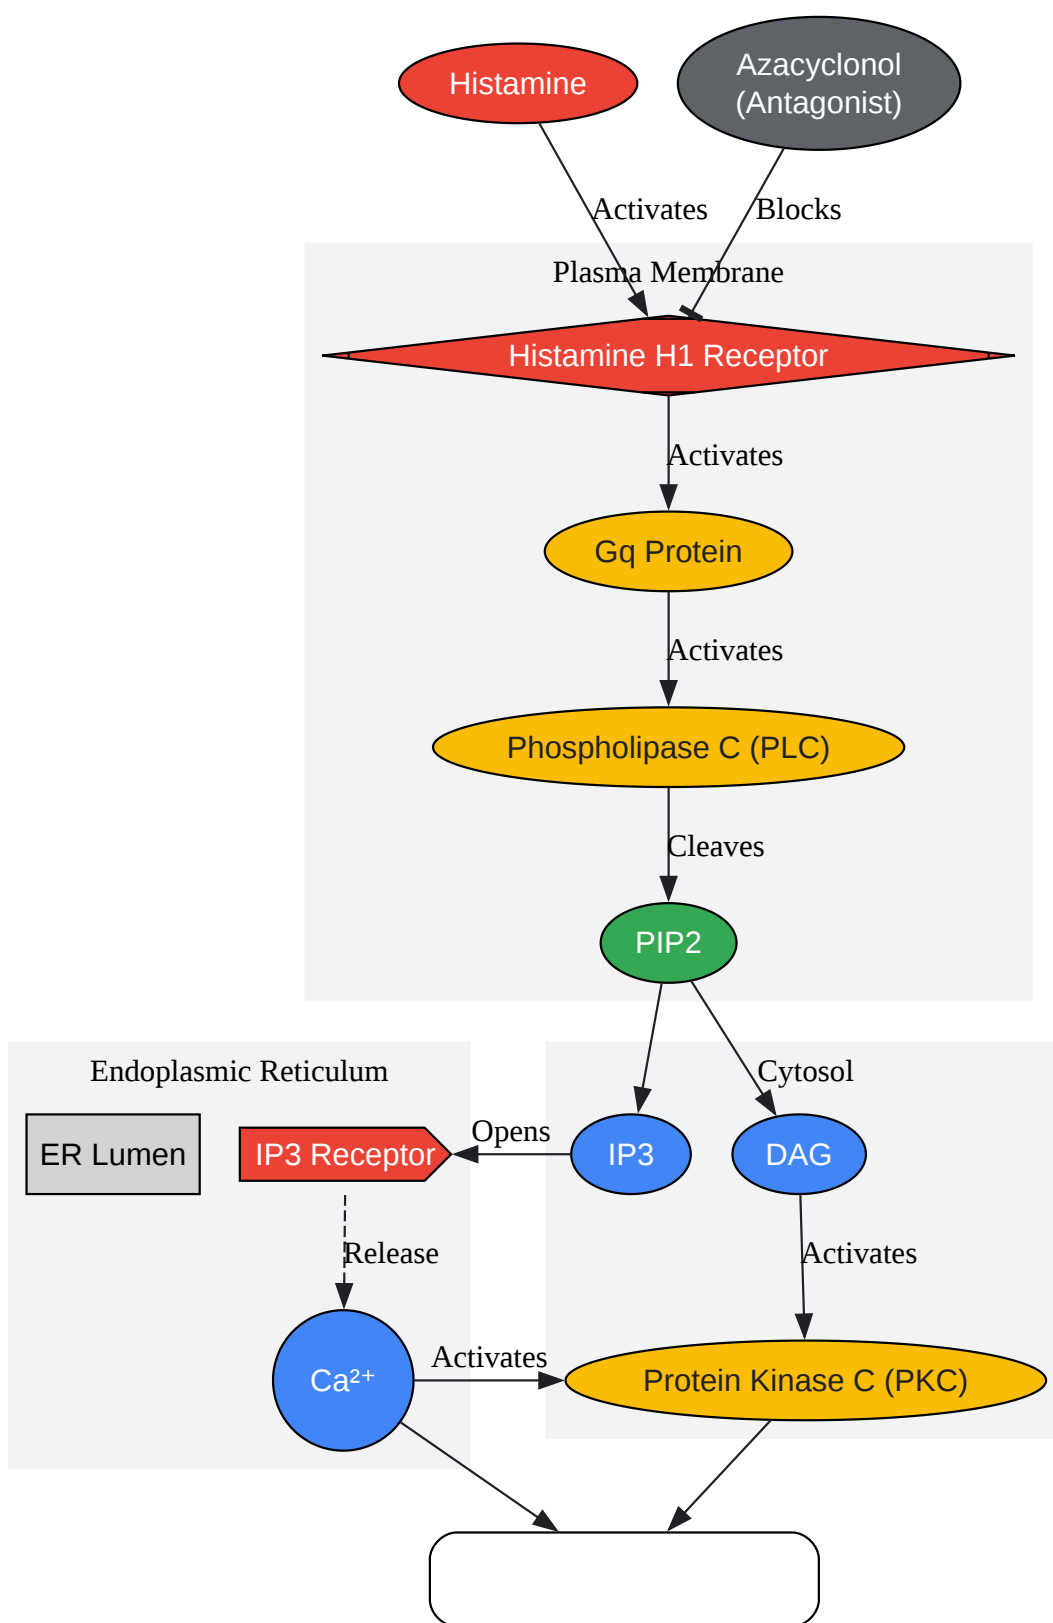 Histamine
Azacyclonol
(Antagonist)
Activates
Blocks
Plasma Membrane
Histamine H1 Receptor
Activates
Gq Protein
Activates
Phospholipase C (PLC)
Cleaves
PIP2
Endoplasmic Reticulum
Cytosol
ER Lumen
IP3 Receptor
Opens
IP3
DAG
Release
Activates
Ca²⁺
Activates
Protein Kinase C (PKC)